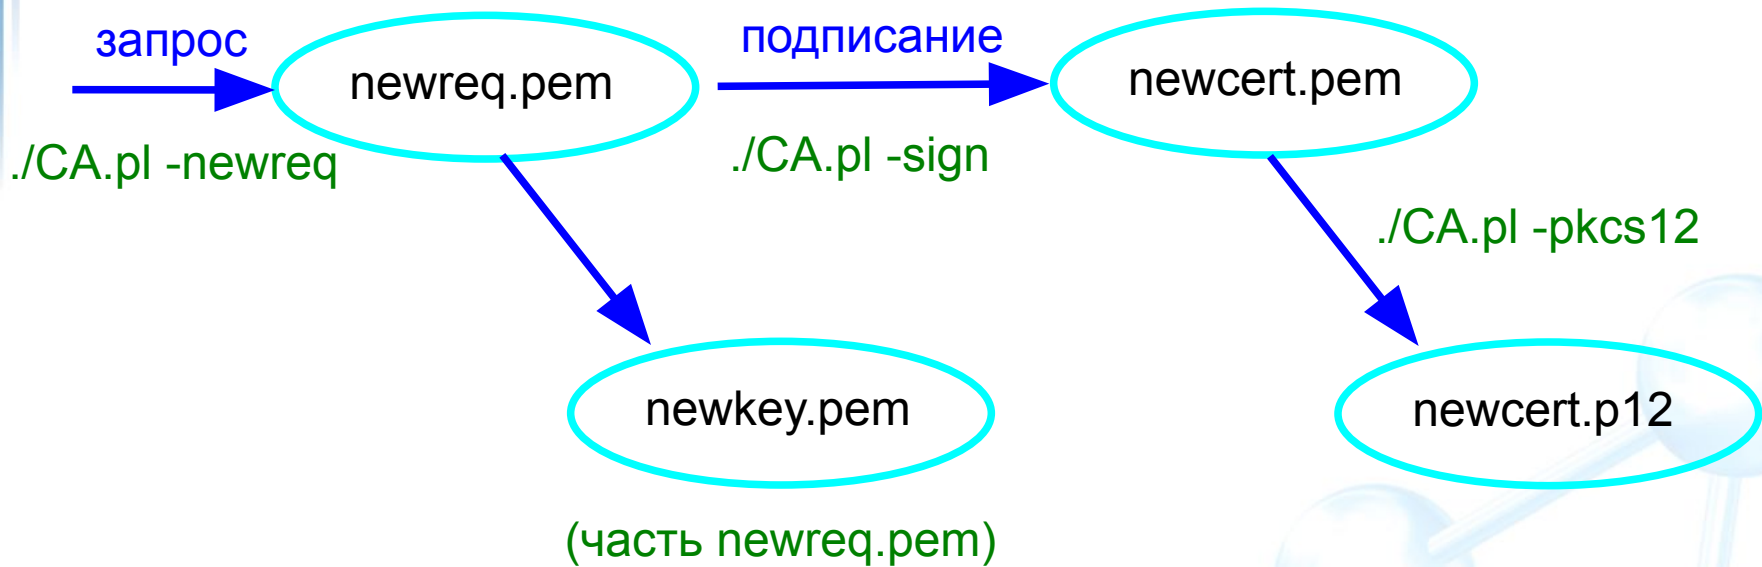 запрос
подписание
newreq.pem
newcert.pem
./CA.pl -newreq
./CA.pl -sign
./CA.pl -pkcs12
newkey.pem
newcert.p12
(часть newreq.pem)